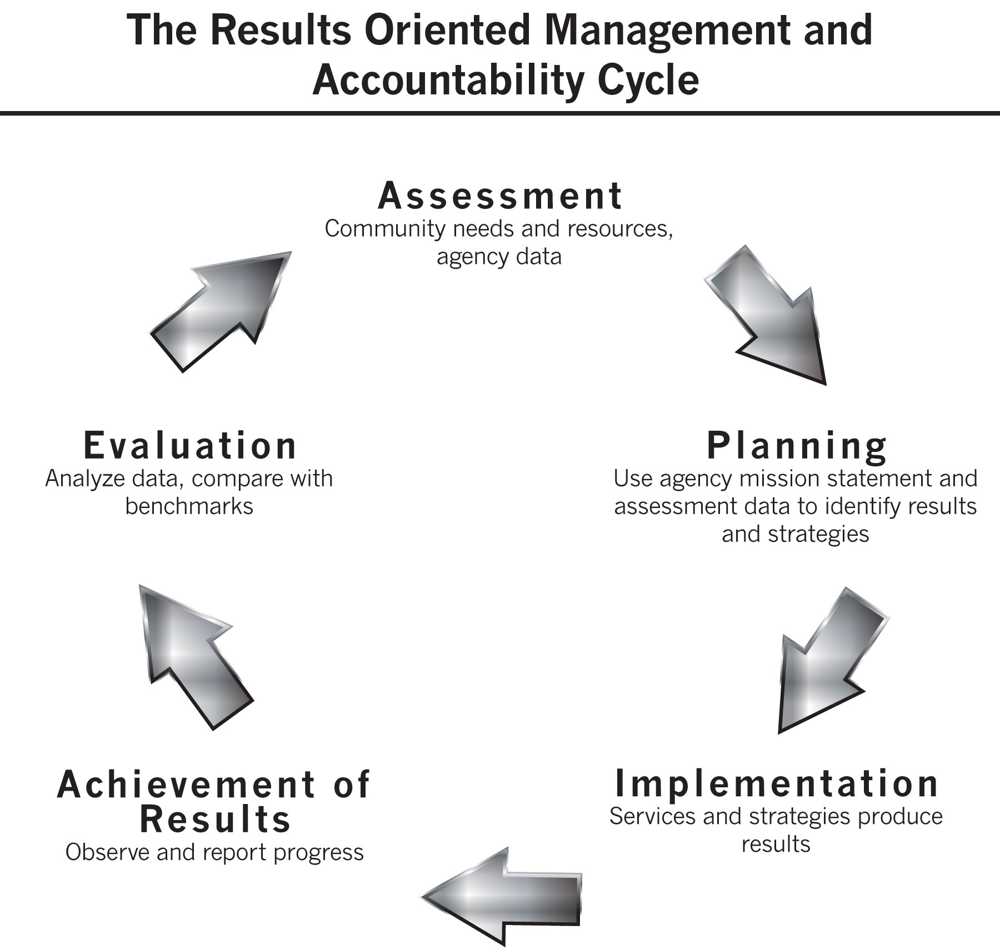 The Results Oriented Management and
Accountability Cycle
Assessment
Community needs and resources,
agency data
Planning
Use agency mission statement and
assessment data to identify results
and strategies
Implementation
Services and strategies produce
results
Achievement of
Results
Observe and report progress
Evaluation
Analyze data, compare with
benchmarks